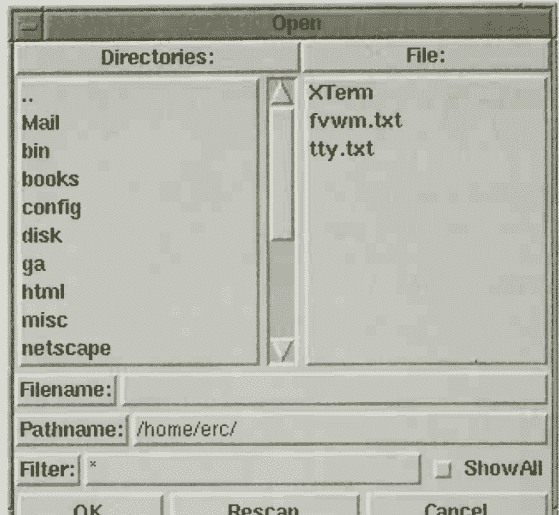 Open
Directories:
File:
..
Mail
bin
books
config
disk
ga
html
misc
netscape
XTerm
fvwm.txt
tty.txt
Filename:
Pathname: /home/erc/
Filter: *
ShowAll
OK Rescan Cancel